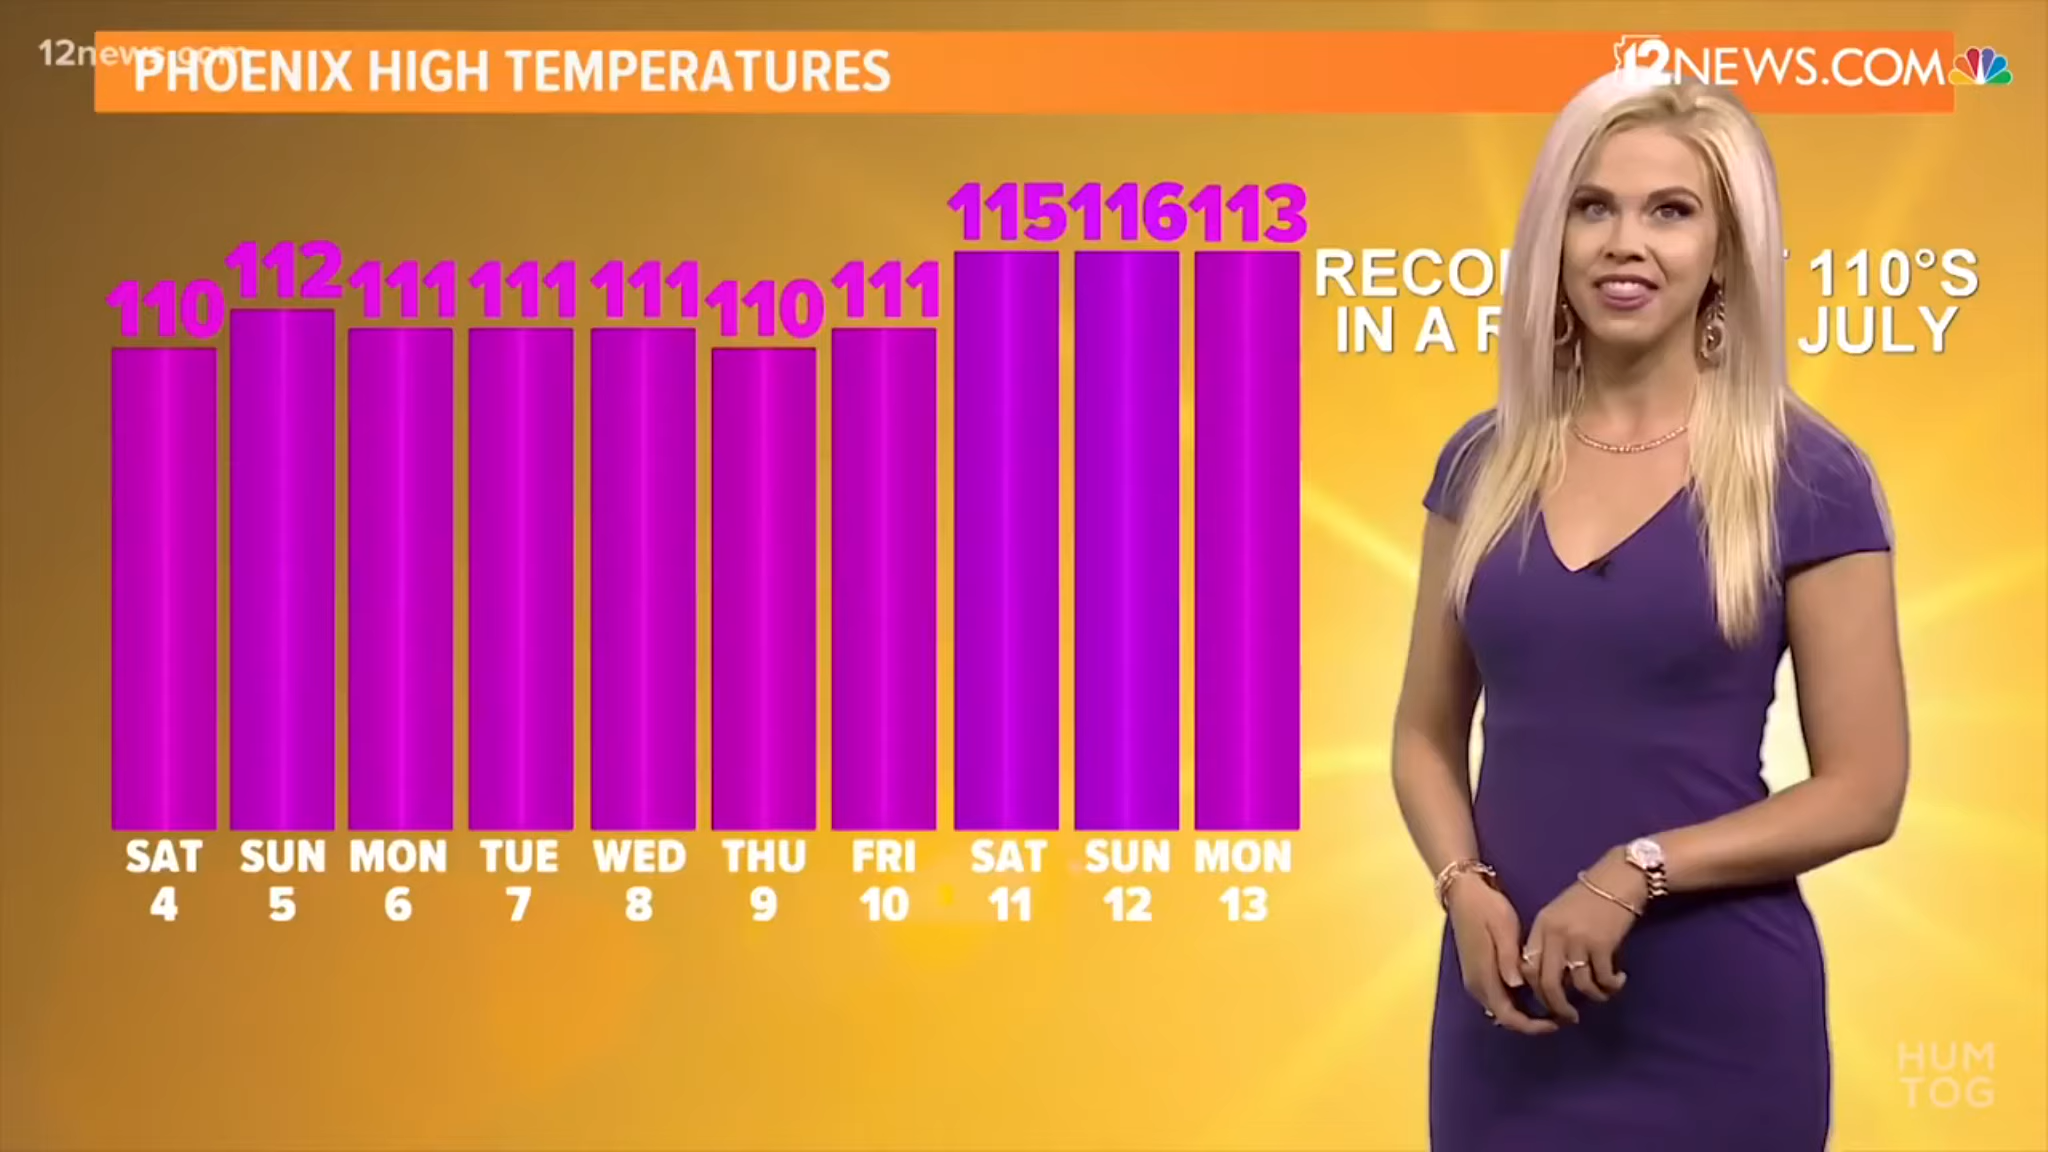 12news.com
PHOENIX HIGH TEMPERATURES
12NEWS.COM
110 112 111 111 111 110 111 115 116 113
IN A
110°S
JULY
SAT SUN MON TUE WED THU FRI SAT SUN MON
4 5 6 7 8 9 10 11 12 13
HUM
TOG